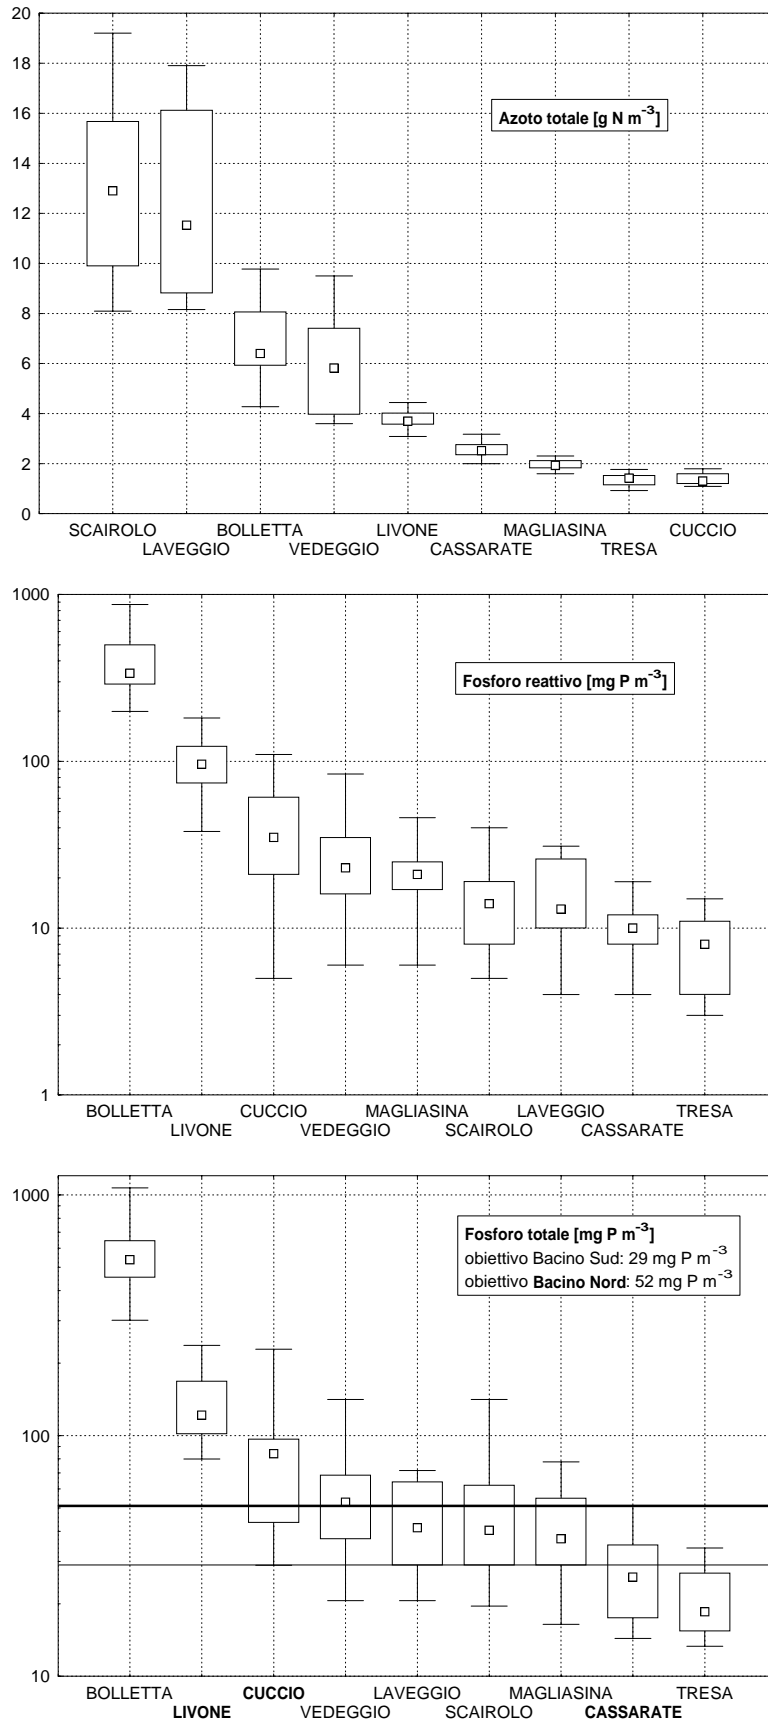 20
18
16
14
12
10
8
6
4
2
0
Azoto totale [g N m-3]
SCAIROLO BOLLETTA LIVONE MAGLIASINA CUCCIO
LAVEGGIO VEDEGGIO CASSARATE TRESA
1000
100
10
1
Fosforo reattivo [mg P m-3]
BOLLETTA CUCCIO MAGLIASINA LAVEGGIO TRESA
LIVONE VEDEGGIO SCAIROLO CASSARATE
1000
100
10
Fosforo totale [mg P m-3]
obiettivo Bacino Sud: 29 mg P m-3
obiettivo Bacino Nord: 52 mg P m-3
BOLLETTA CUCCIO LAVEGGIO MAGLIASINA TRESA
LIVONE VEDEGGIO SCAIROLO CASSARATE